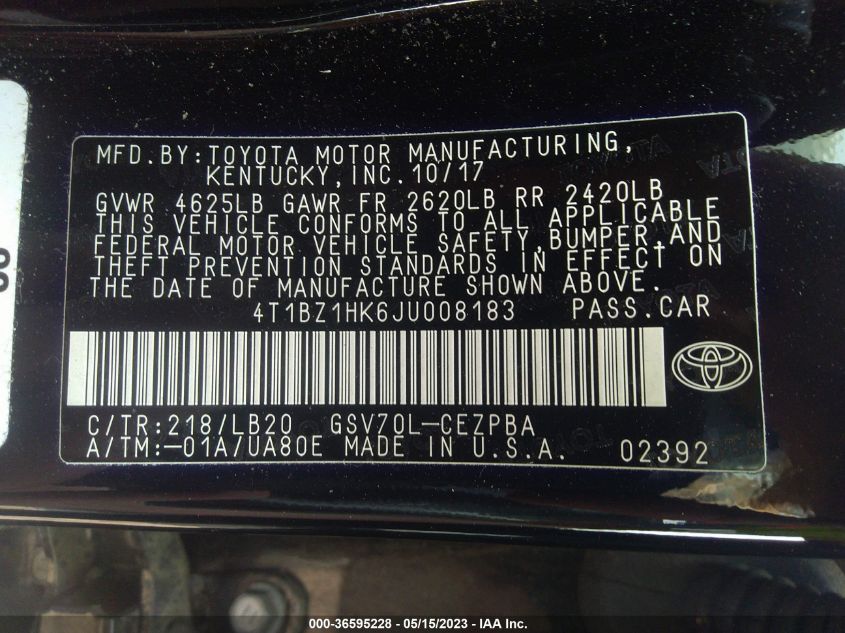 MFD.BY:TOYOTA MOTOR MANUFACTURING,
KENTUCKY,INC.10/17
GVWR 4625LB GAWR FR 2620LB RR 2420LB
THIS VEHICLE CONFORMS TO ALL APPLICABLE
FEDERAL MOTOR VEHICLE SAFETY,BUMPER,AND
THEFT PREVENTION STANDARDS IN EFFECT ON
THE DATE OF MANUFACTURE SHOWN ABOVE.
4T1BZ1HK6JU008183 PASS.CAR
C/TR:218/LB20 GSV70L-CEZPBA
A/TM:-01A/UA80E MADE IN U.S.A. 02392
000-36595228 - 05/15/2023 - IAA Inc.